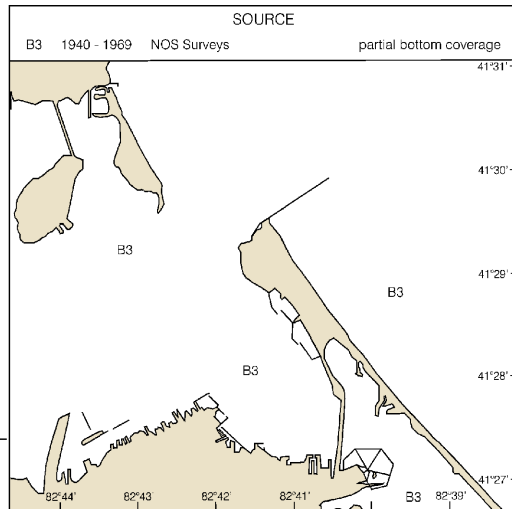 SOURCE
B3 1940 - 1969 NOS Surveys partial bottom coverage
41°31'
41°30'
B3
41°29'
B3
B3
41°28'
41°27'
82°44' 82°43' 82°42' 82°41' B3 82°39'